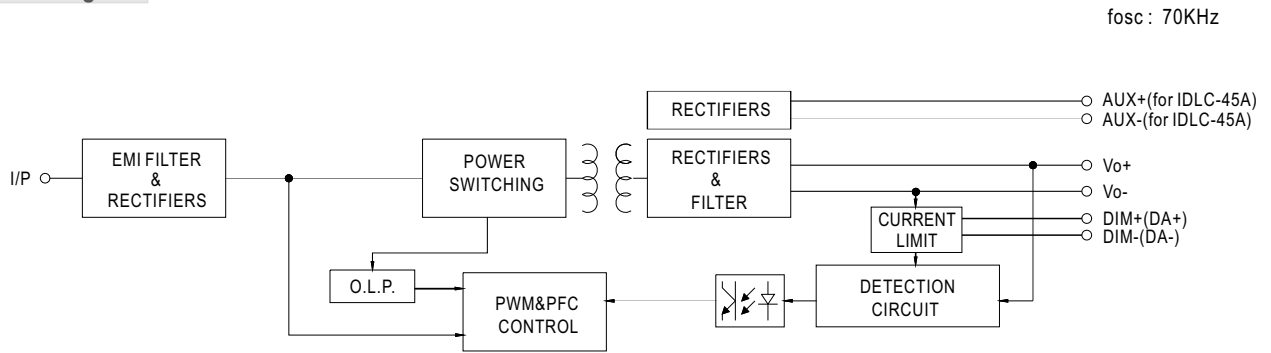 fosc : 70KHz
RECTIFIERS
AUX+(for IDLC-45A)
AUX-(for IDLC-45A)
I/P
EMI FILTER
&
RECTIFIERS
POWER
SWITCHING
RECTIFIERS
&
FILTER
Vo+
Vo-
CURRENT
LIMIT
DIM+(DA+)
DIM-(DA-)
O.L.P.
PWM&PFC
CONTROL
DETECTION
CIRCUIT